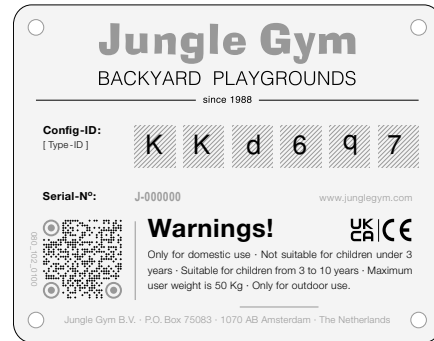 Jungle Gym
BACKYARD PLAYGROUNDS
since 1988
Config-ID:
[ Type-ID ]
K K d 6 q 7
Serial-Nº: J-000000 www.junglegym.com
080_102_0100
Warnings! UK CA CE
Only for domestic use · Not suitable for children under 3
years · Suitable for children from 3 to 10 years · Maximum
user weight is 50 Kg · Only for outdoor use.
Jungle Gym B.V. · P.O. Box 75083 · 1070 AB Amsterdam · The Netherlands